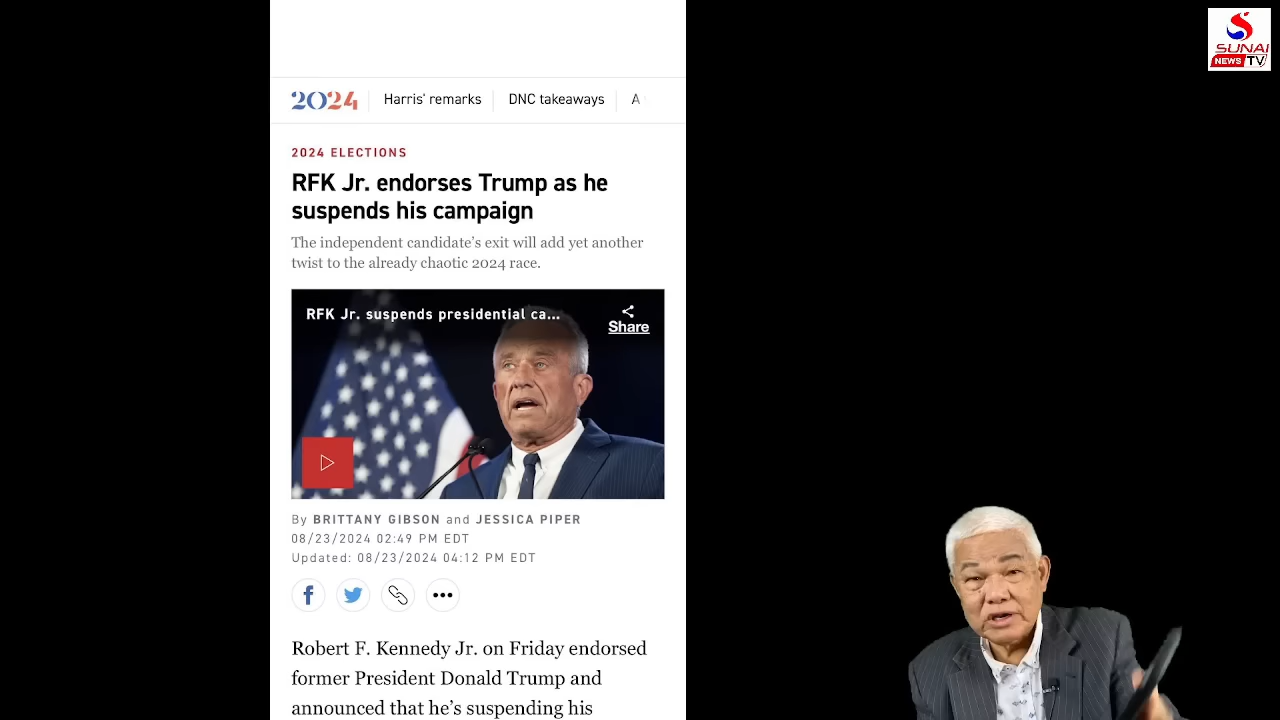 SUNAI
NEWS TV
2024
Harris' remarks
DNC takeaways
A
2024 ELECTIONS
RFK Jr. endorses Trump as he
suspends his campaign
The independent candidate's exit will add yet another
twist to the already chaotic 2024 race.
RFK Jr. suspends presidential ca...
Share
By BRITTANY GIBSON and JESSICA PIPER
08/23/2024 02:49 PM EDT
Updated: 08/23/2024 04:12 PM EDT
Robert F. Kennedy Jr. on Friday endorsed
former President Donald Trump and
announced that he's suspending his